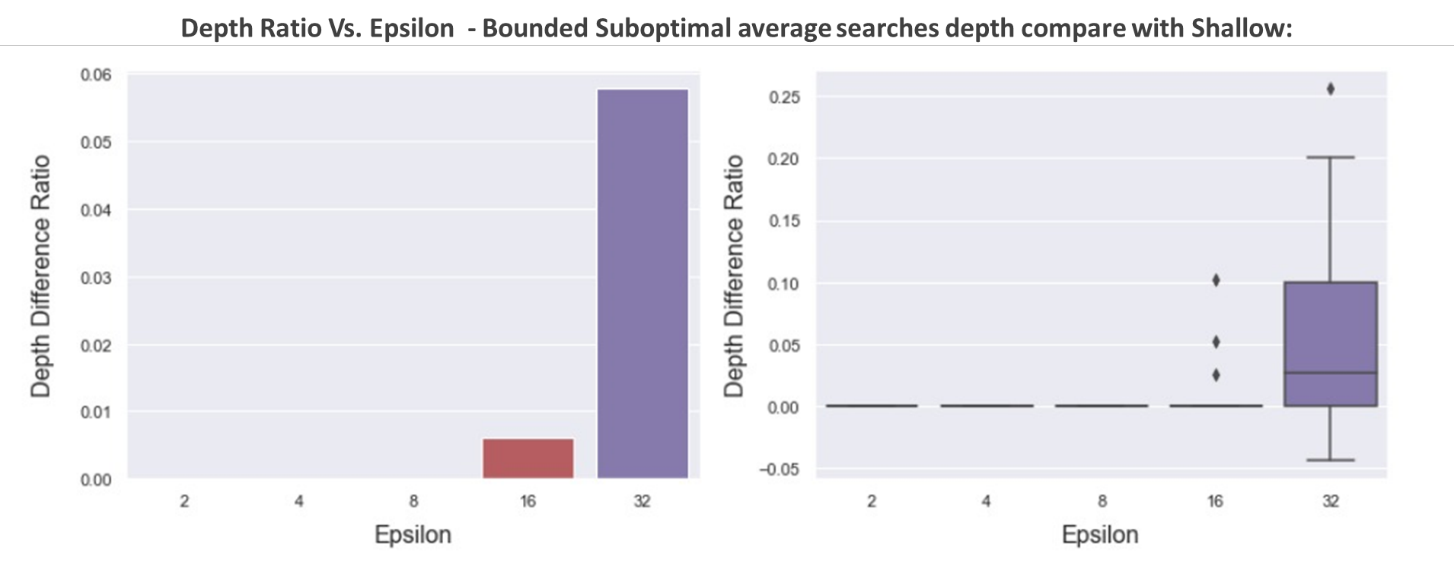 Depth Ratio Vs. Epsilon - Bounded Suboptimal average searches depth compare with Shallow:
Depth Difference Ratio
0.06
0.05
0.04
0.03
0.02
0.01
0.00
2 4 8 16 32
Epsilon
Depth Difference Ratio
0.25
0.20
0.15
0.10
0.05
0.00
−0.05
2 4 8 16 32
Epsilon